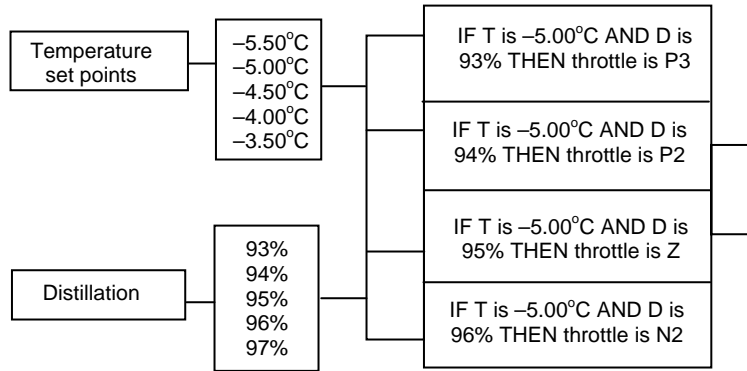 Temperature
set points
–5.50°C
–5.00°C
–4.50°C
–4.00°C
–3.50°C
IF T is –5.00°C AND D is
93% THEN throttle is P3
IF T is –5.00°C AND D is
94% THEN throttle is P2
IF T is –5.00°C AND D is
95% THEN throttle is Z
IF T is –5.00°C AND D is
96% THEN throttle is N2
Distillation
93%
94%
95%
96%
97%